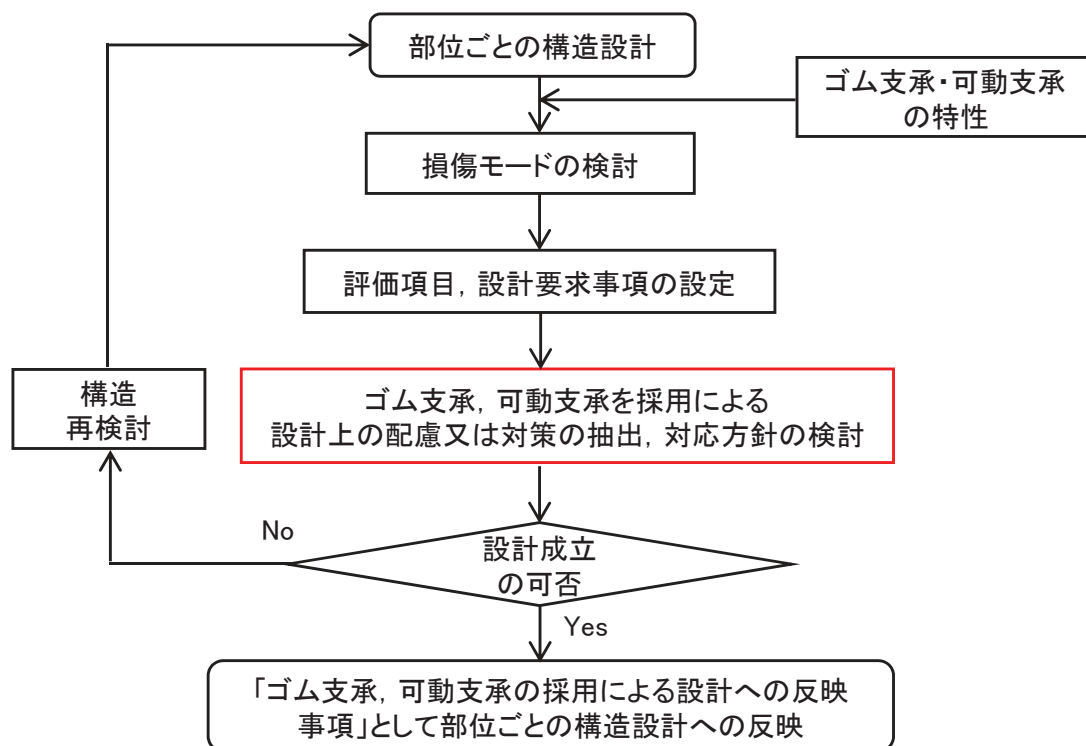 部位ごとの構造設計
ゴム支承・可動支承
の特性
損傷モードの検討
評価項目，設計要求事項の設定
構造
再検討
ゴム支承，可動支承を採用による
設計上の配慮又は対策の抽出，対応方針の検討
No
設計成立
の可否
Yes
「ゴム支承，可動支承の採用による設計への反映
事項」として部位ごとの構造設計への反映